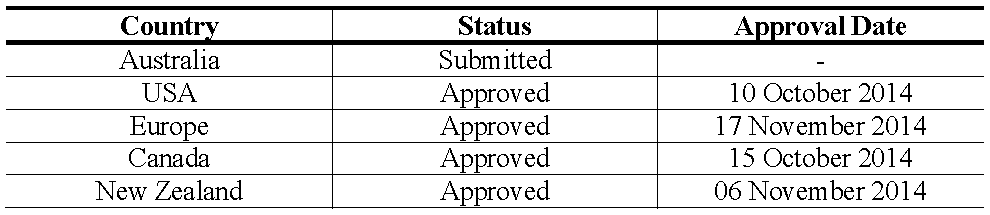 Country Status Approval Date
Australia Submitted -
USA Approved 10 October 2014
Europe Approved 17 November 2014
Canada Approved 15 October 2014
New Zealand Approved 06 November 2014